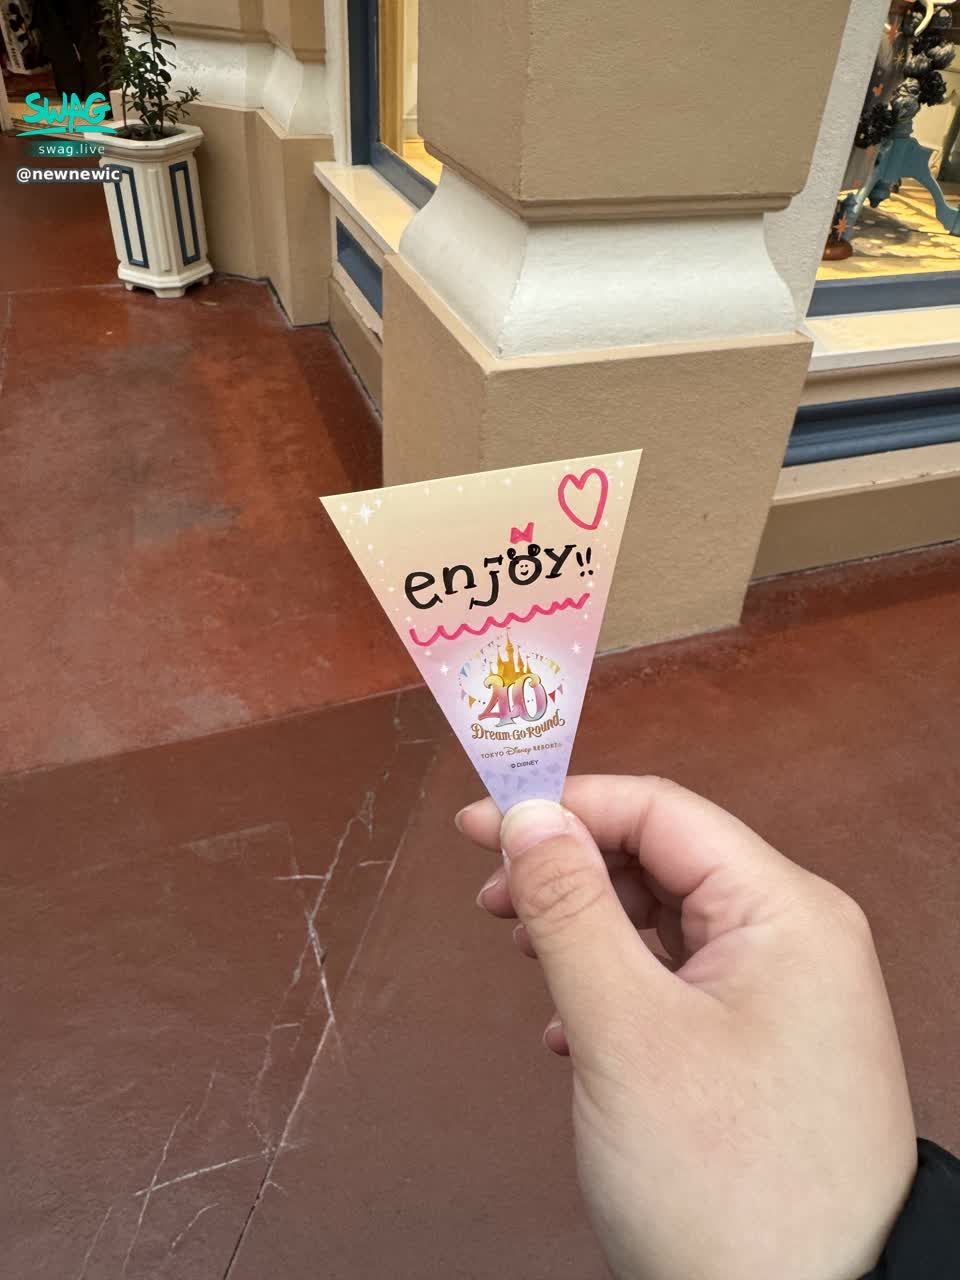 SWAG
swag.live
@newnewic
enjoy!!
40
Dream-Go-Round
TOKYO Disney RESORT®
© DISNEY